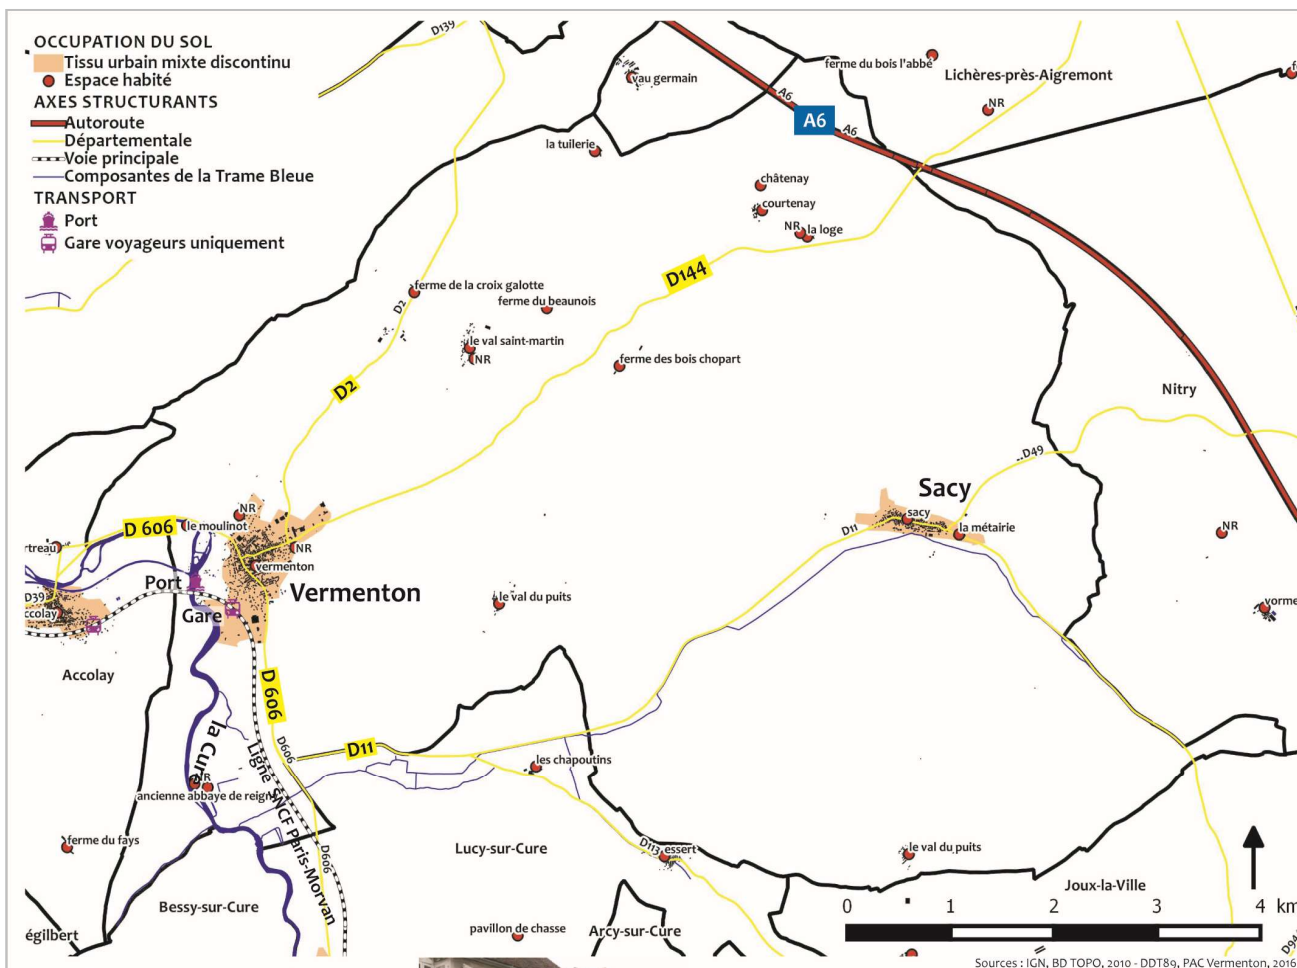 OCCUPATION DU SOL
Tissu urbain mixte discontinu
Espace habité
AXES STRUCTURANTS
Autoroute
Départementale
Voie principale
Composantes de la Trame Bleue
TRANSPORT
Port
Gare voyageurs uniquement
D139
vau germain
ferme du bois l'abbé
Lichères-près-Aigremont
NR
A6
A6
A6
la tuilerie
châtenay
courtenay
NR
la loge
D144
ferme de la croix galotte
D2
ferme du beaunois
le val saint-martin
NR
ferme des bois chopart
D2
Nitry
D49
Sacy
sacy
D11
la métairie
NR
NR
D 606
le moulinot
NR
rtreau
vermenton
Port
Vermenton
D39
ccolay
Gare
le val du puits
vorme
Accolay
D 606
la Cure
Ligne SNCF Paris-Morvan
D606
D11
les chapoutins
NR
ancienne abbaye de reigny
ferme du fays
D606
Lucy-sur-Cure
D113
essert
le val du puits
Joux-la-Ville
Bessy-sur-Cure
égilbert
pavillon de chasse
Arcy-sur-Cure
0 1 2 3 4 km
Sources : IGN, BD TOPO, 2010 - DDT89, PAC Vermenton, 2016